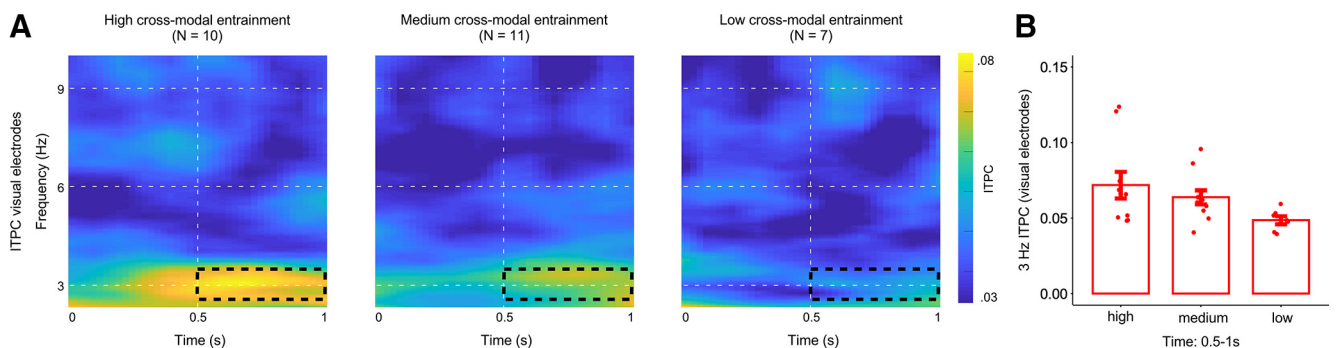 A
High cross-modal entrainment
(N = 10)
Medium cross-modal entrainment
(N = 11)
Low cross-modal entrainment
(N = 7)
ITPC visual electrodes
Frequency (Hz)
9
6
3
0
0.5
1
Time (s)
0
0.5
1
Time (s)
0
0.5
1
Time (s)
.08
ITPC
.03
B
3 Hz ITPC (visual electrodes)
0.15
0.10
0.05
0.00
high
medium
low
Time: 0.5-1s